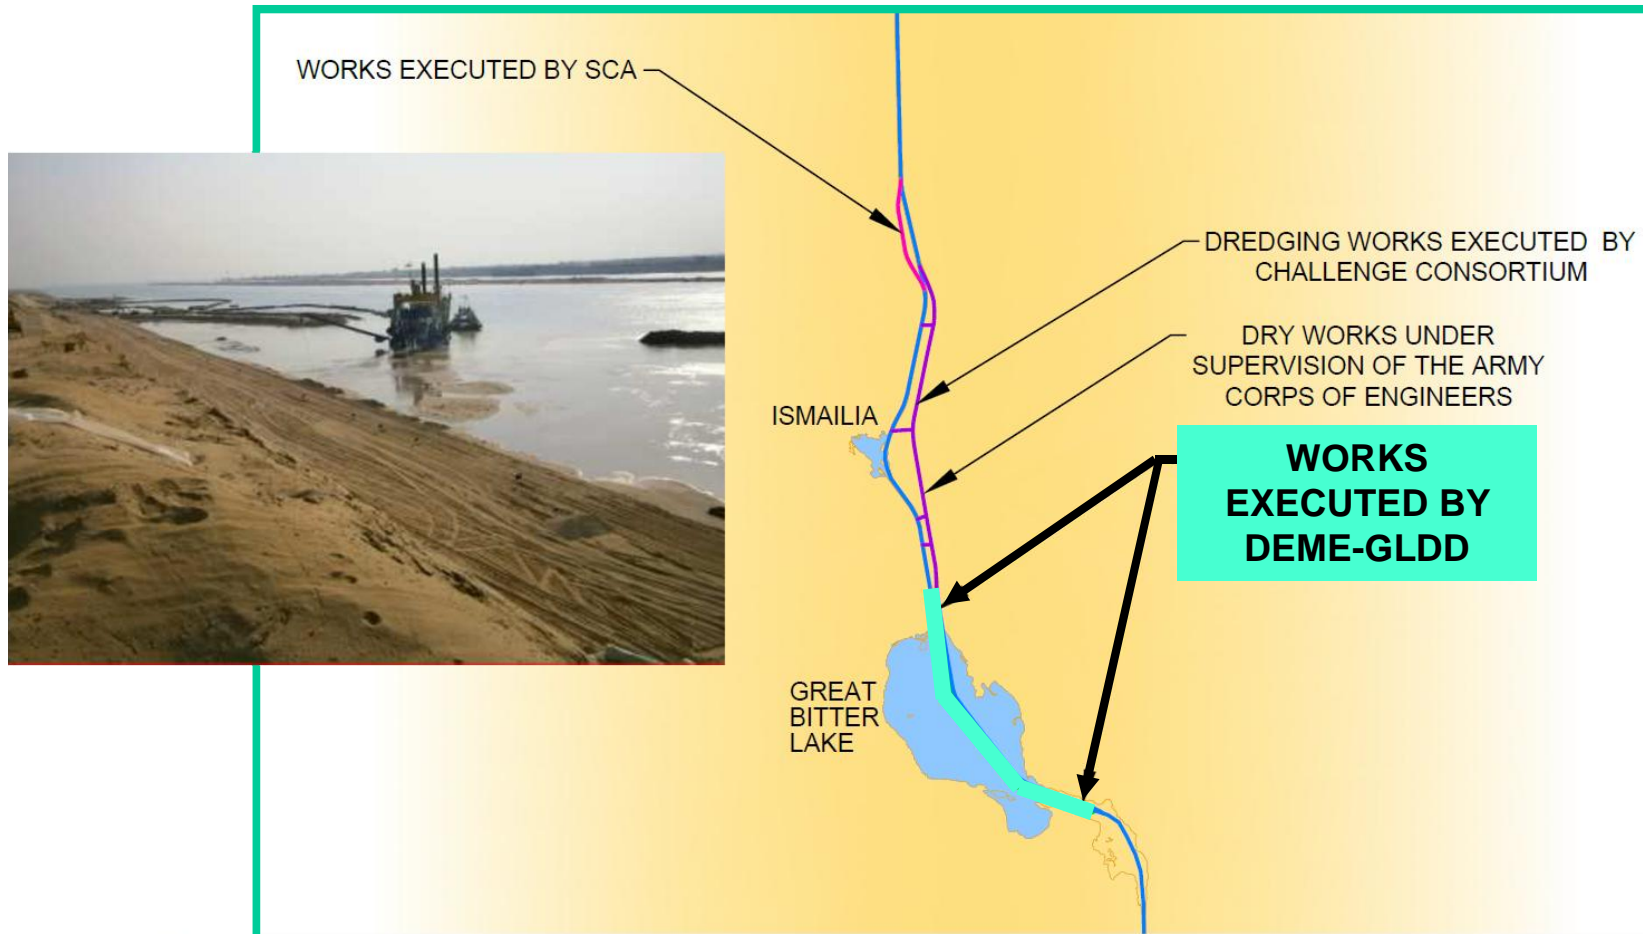 WORKS EXECUTED BY SCA
DREDGING WORKS EXECUTED BY
CHALLENGE CONSORTIUM
DRY WORKS UNDER
SUPERVISION OF THE ARMY
CORPS OF ENGINEERS
ISMAILIA
WORKS
EXECUTED BY
DEME-GLDD
GREAT
BITTER
LAKE